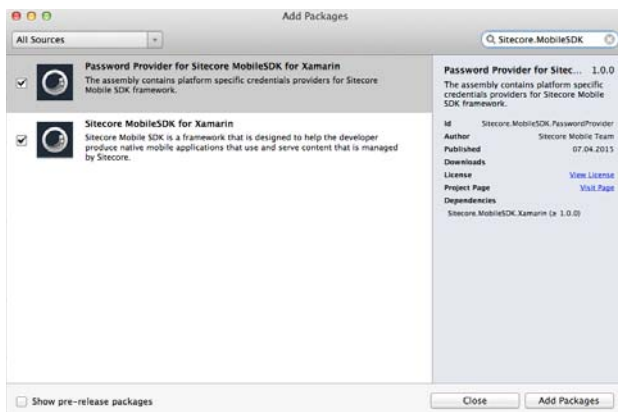 Add Packages
All Sources
Sitecore.MobileSDK
Password Provider for Sitecore MobileSDK for Xamarin
The assembly contains platform specific credentials providers for Sitecore
Mobile SDK framework.
Sitecore MobileSDK for Xamarin
Sitecore Mobile SDK is a framework that is designed to help the developer
produce native mobile applications that use and serve content that is managed
by Sitecore.
Password Provider for Sitec... 1.0.0
The assembly contains platform specific
credentials providers for Sitecore Mobile
SDK framework.
Id Sitecore.MobileSDK.PasswordProvider
Author Sitecore Mobile Team
Published 07.04.2015
Downloads
License View License
Project Page Visit Page
Dependencies
Sitecore.MobileSDK.Xamarin (≥ 1.0.0)
Show pre-release packages
Close
Add Packages